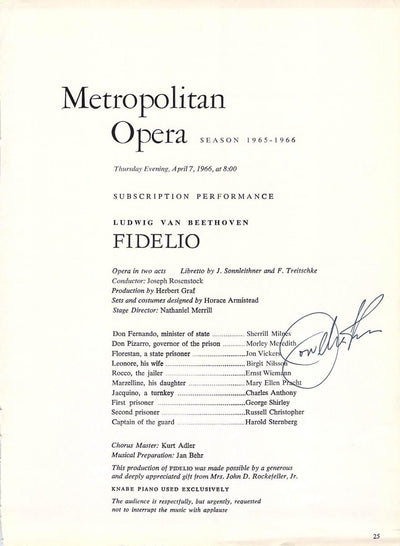 Metropolitan
Opera SEASON 1965-1966
Thursday Evening, April 7, 1966, at 8:00
SUBSCRIPTION PERFORMANCE
LUDWIG VAN BEETHOVEN
FIDELIO
Opera in two acts Libretto by J. Sonnleithner and F. Treitschke
Conductor: Joseph Rosenstock
Production by Herbert Graf
Sets and costumes designed by Horace Armistead
Stage Director: Nathaniel Merrill
Don Fernando, minister of state Sherrill Milnes
Don Pizarro, governor of the prison Morley Meredith
Florestan, a state prisoner Jon Vickers
Leonore, his wife Birgit Nilsson
Rocco, the jailer Ernst Wiemann
Marzelline, his daughter Mary Ellen Pracht
Jacquino, a turnkey Charles Anthony
First prisoner George Shirley
Second prisoner Russell Christopher
Captain of the guard Harold Sternberg
Chorus Master: Kurt Adler
Musical Preparation: Jan Behr
This production of FIDELIO was made possible by a generous
and deeply appreciated gift from Mrs. John D. Rockefeller, Jr.
KNABE PIANO USED EXCLUSIVELY
The audience is respectfully, but urgently, requested
not to interrupt the music with applause
25